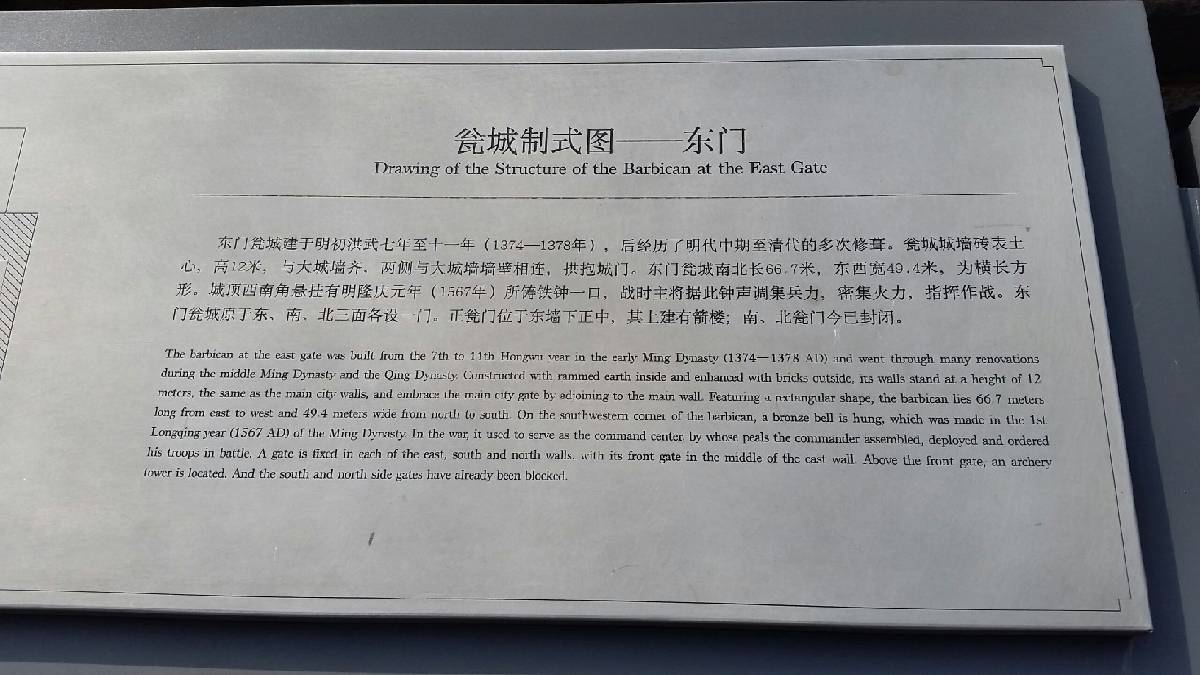 瓮城制式图——东门
Drawing of the Structure of the Barbican at the East Gate
东门瓮城建于明初洪武七年至十一年（1374—1378年），后经历了明代中期至清代的多次修葺。瓮城城墙砖表土
心，高12米，与大城墙齐，两侧与大城墙墙壁相连，拱抱城门。东门瓮城南北长66.7米，东西宽49.4米，为横长方
形。城顶西南角悬挂有明隆庆元年（1567年）所铸铁钟一口，战时主将据此钟声调集兵力，密集火力，指挥作战。东
门瓮城原于东、南、北三面各设一门。正瓮门位于东墙下正中，其上建有箭楼；南、北瓮门今已封闭。
The barbican at the east gate was built from the 7th to 11th Hongwu year in the early Ming Dynasty (1374—1378 AD) and went through many renovations
during the middle Ming Dynasty and the Qing Dynasty. Constructed with rammed earth inside and enhanced with bricks outside, its walls stand at a height of 12
meters, the same as the main city walls, and embrace the main city gate by adjoining to the main wall. Featuring a rectangular shape, the barbican lies 66.7 meters
long from east to west and 49.4 meters wide from north to south. On the southwestern corner of the barbican, a bronze bell is hung, which was made in the 1st
Longqing year (1567 AD) of the Ming Dynasty. In the war, it used to serve as the command center, by whose peals the commander assembled, deployed and ordered
his troops in battle. A gate is fixed in each of the east, south and north walls, with its front gate in the middle of the east wall. Above the front gate, an archery
tower is located. And the south and north side gates have already been blocked.